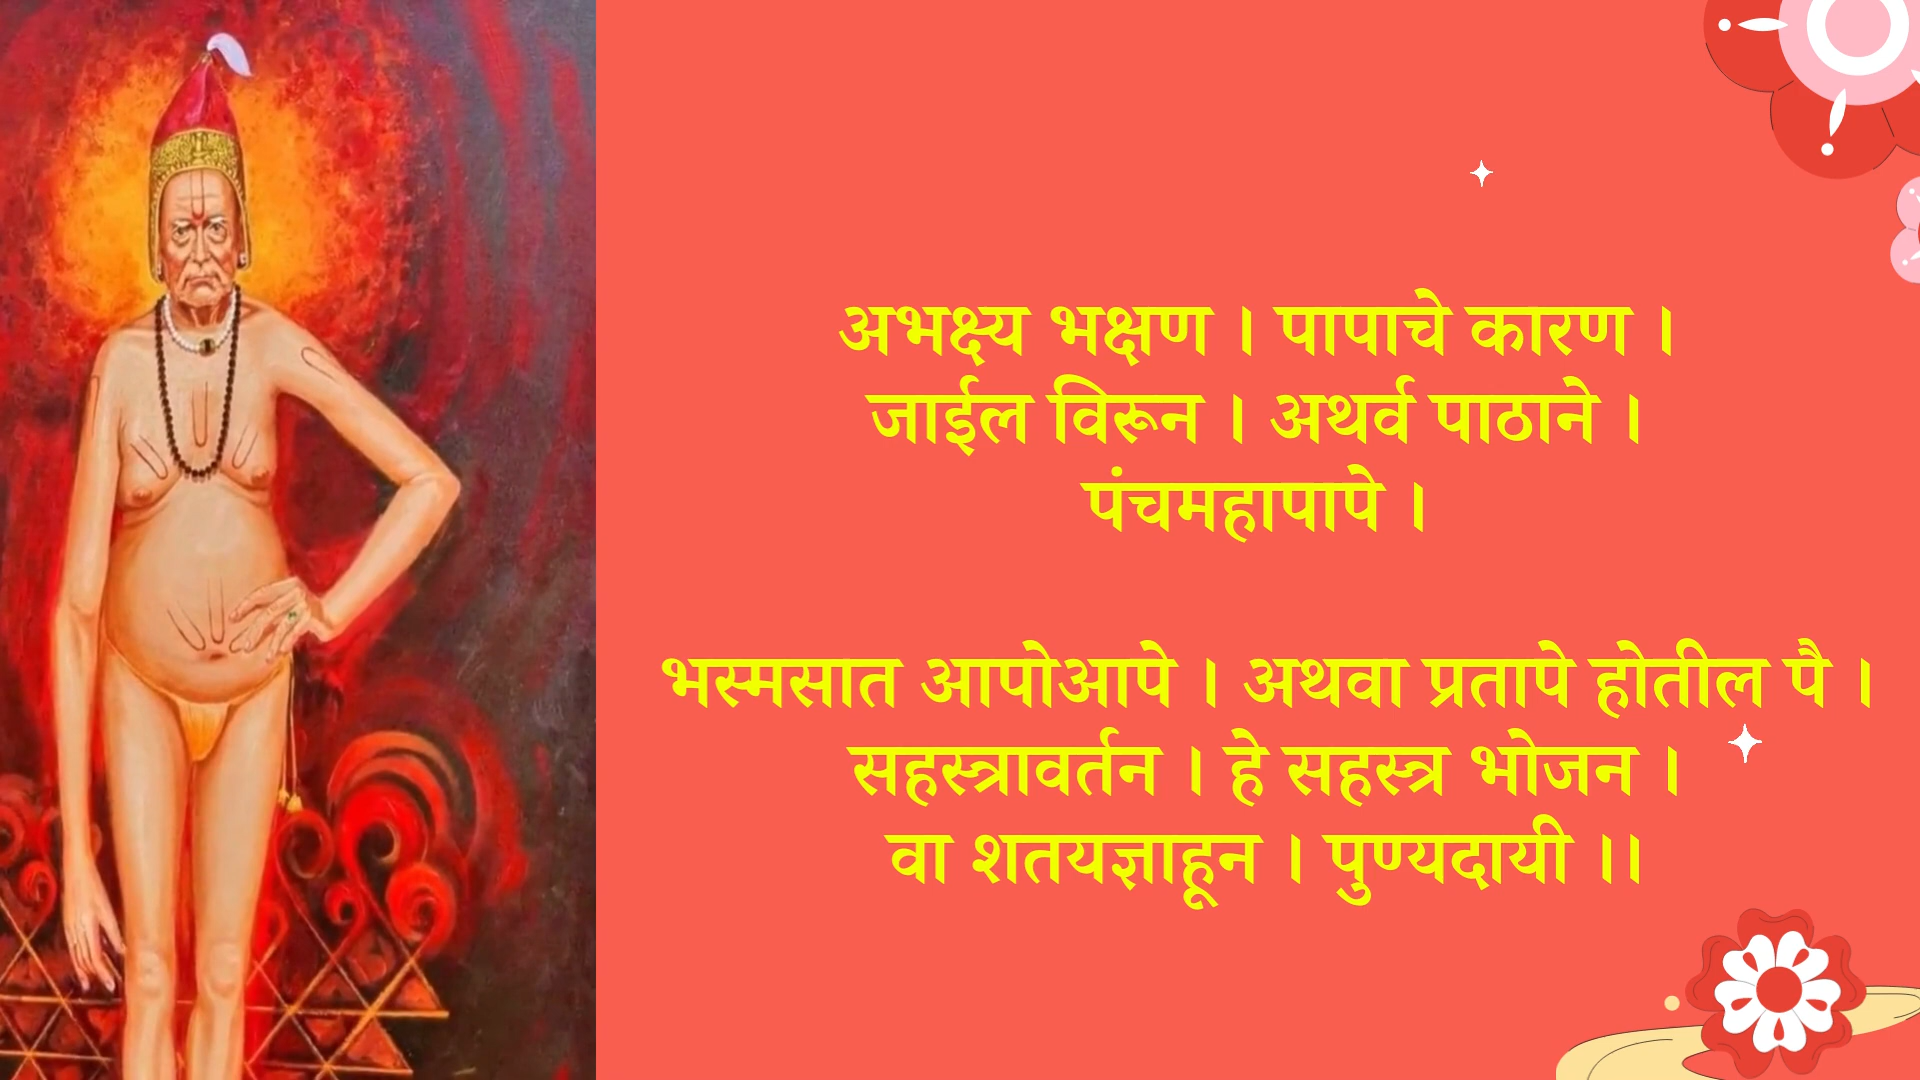 अभक्ष्य भक्षण । पापाचे कारण ।
जाईल विरून । अथर्व पाठाने ।
पंचमहापापे ।
भस्मसात आपोआपे । अथवा प्रतापे होतील पै ।
सहस्त्रावर्तन । हे सहस्त्र भोजन ।
वा शतयज्ञाहून । पुण्यदायी ।।